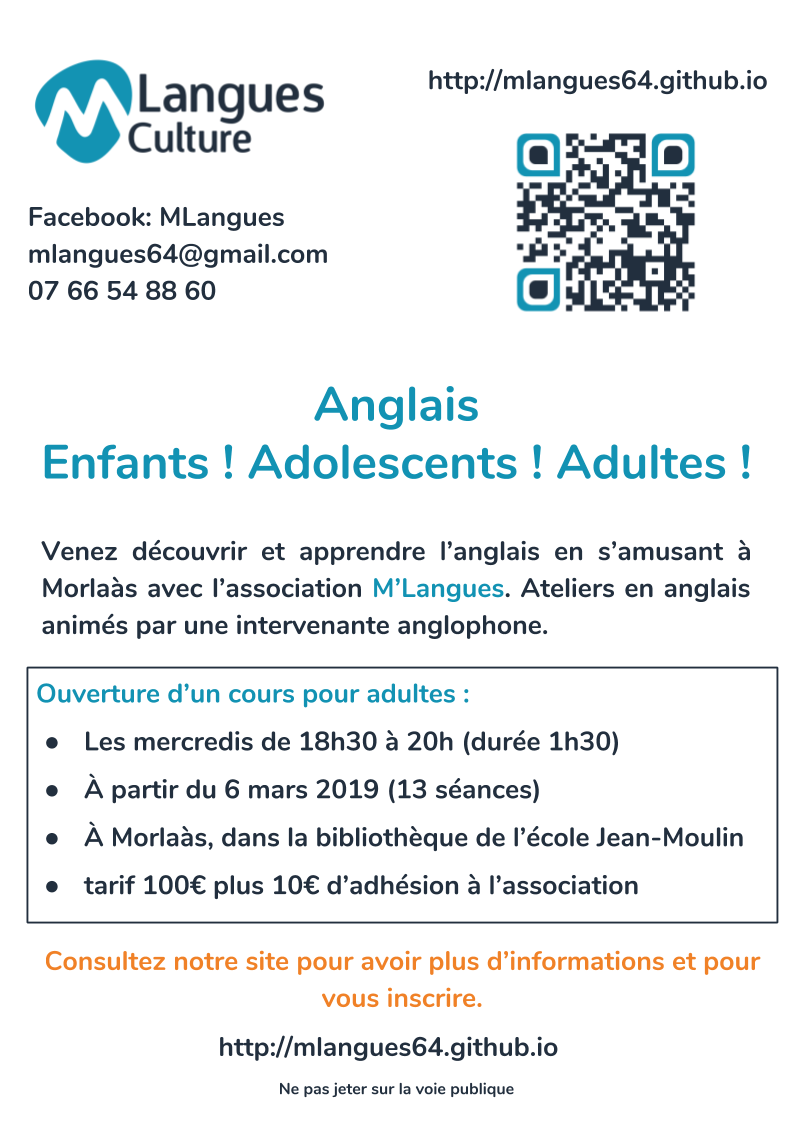 MLangues
Culture
http://mlangues64.github.io
Facebook: MLangues
mlangues64@gmail.com
07 66 54 88 60
Anglais
Enfants ! Adolescents ! Adultes !
Venez découvrir et apprendre l’anglais en s’amusant à
Morlaàs avec l’association M’Langues. Ateliers en anglais
animés par une intervenante anglophone.
Ouverture d’un cours pour adultes :
● Les mercredis de 18h30 à 20h (durée 1h30)
● À partir du 6 mars 2019 (13 séances)
● À Morlaàs, dans la bibliothèque de l’école Jean-Moulin
● tarif 100€ plus 10€ d’adhésion à l’association
Consultez notre site pour avoir plus d’informations et pour
vous inscrire.
http://mlangues64.github.io
Ne pas jeter sur la voie publique